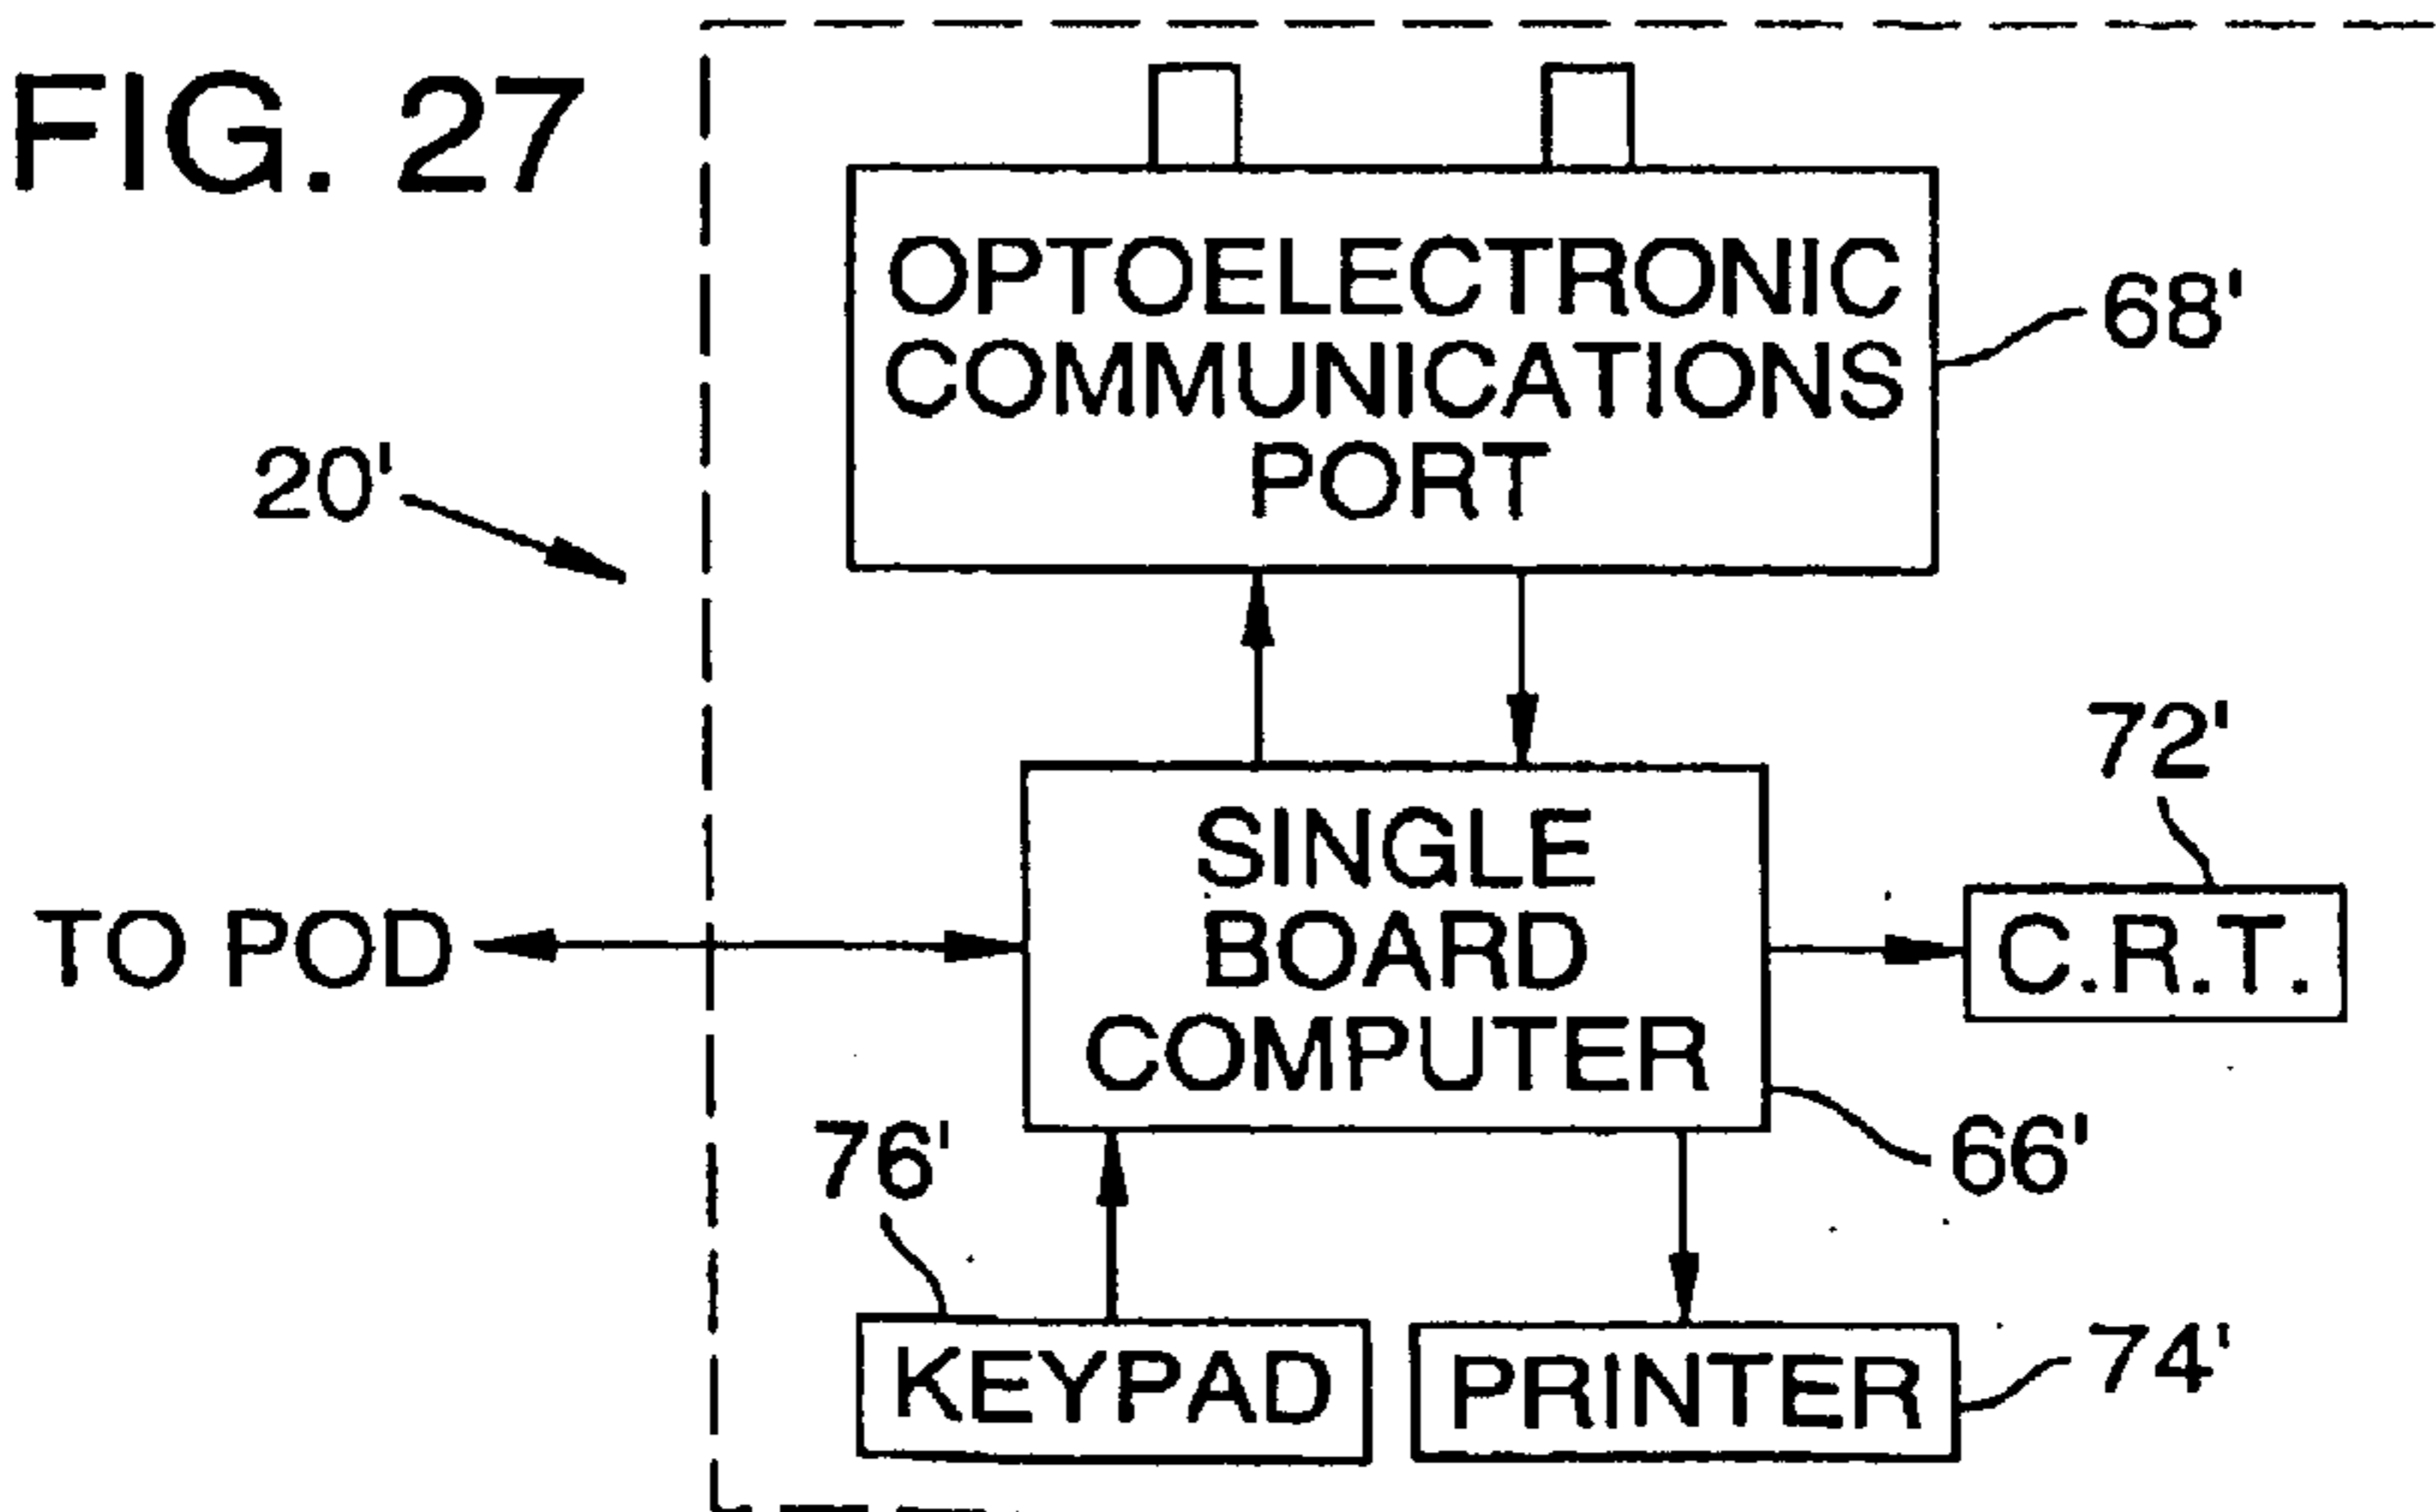 FIG. 27
OPTOELECTRONIC
COMMUNICATIONS
PORT
68'
20'
SINGLE
BOARD
COMPUTER
72'
TO POD
C.R.T.
66'
76'
KEYPAD
PRINTER
74'